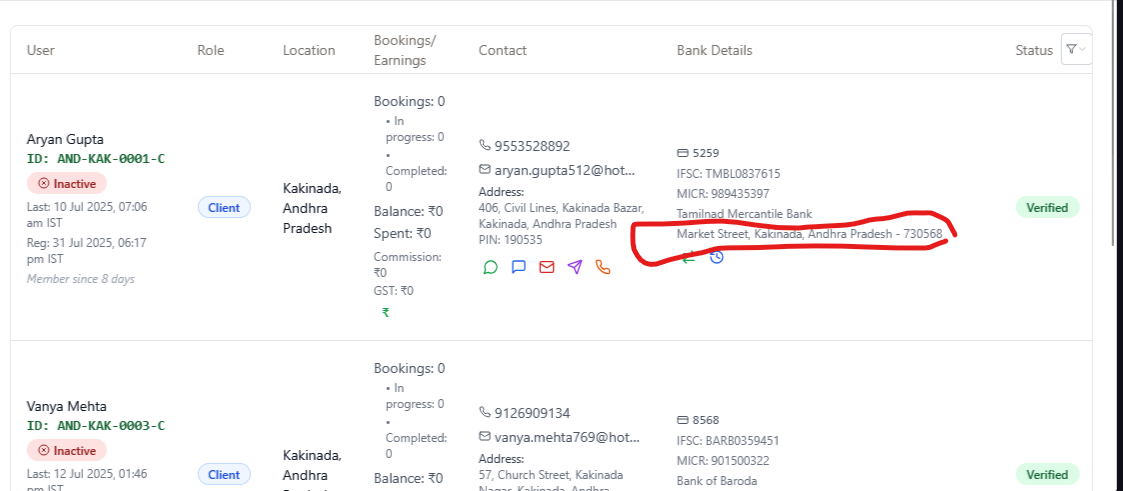 User Role Location Bookings/ Earnings Contact Bank Details Status
Aryan Gupta
ID: AND-KAK-0001-C
Inactive
Last: 10 Jul 2025, 07:06
am IST
Reg: 31 Jul 2025, 06:17
pm IST
Member since 8 days
Client
Kakinada,
Andhra
Pradesh
Bookings: 0
• In
progress: 0
•
Completed:
0
Balance: ₹0
Spent: ₹0
Commission:
₹0
GST: ₹0
₹
9553528892
aryan.gupta512@hot...
Address:
406, Civil Lines, Kakinada Bazar,
Kakinada, Andhra Pradesh
PIN: 190535
5259
IFSC: TMBL0837615
MICR: 989435397
Tamilnad Mercantile Bank
Market Street, Kakinada, Andhra Pradesh - 730568
Verified
Vanya Mehta
ID: AND-KAK-0003-C
Inactive
Last: 12 Jul 2025, 01:46
pm IST
Client
Kakinada,
Andhra
Bookings: 0
• In
progress: 0
•
Completed:
0
Balance: ₹0
9126909134
vanya.mehta769@hot...
Address:
57, Church Street, Kakinada
Nagar, Kakinada, Andhra
8568
IFSC: BARB0359451
MICR: 901500322
Bank of Baroda
Verified